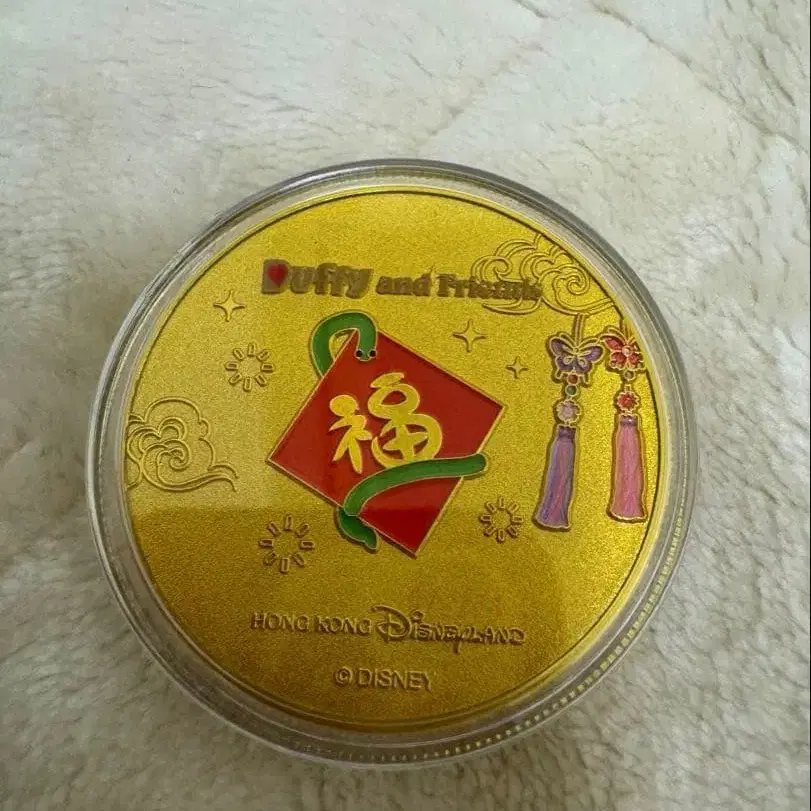 Duffy and Friends
福
HONG KONG DISNEYLAND
© DISNEY